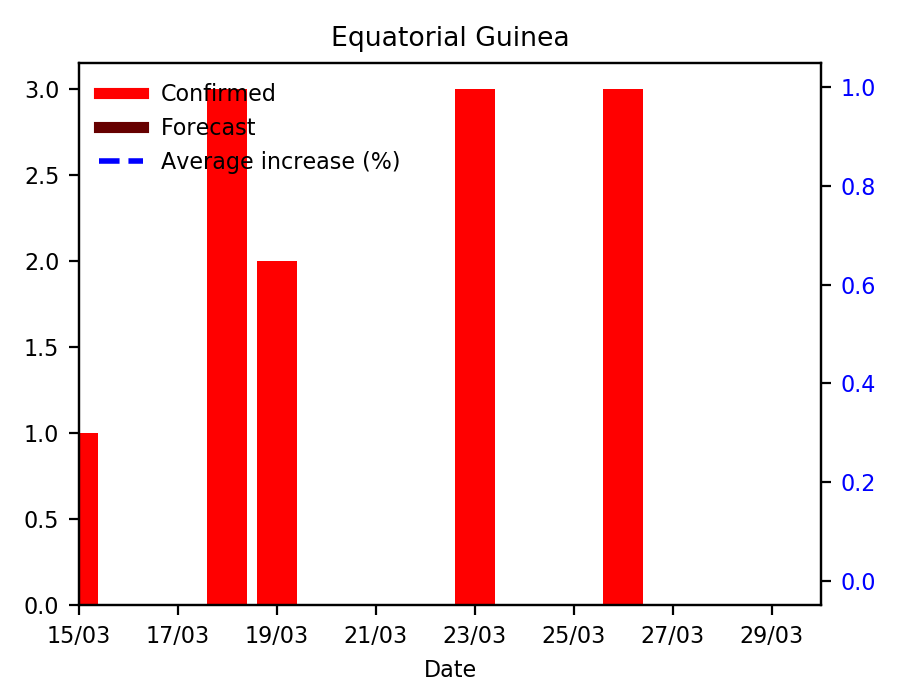 Equatorial Guinea
Confirmed
Forecast
Average increase (%)
3.0
2.5
2.0
1.5
1.0
0.5
0.0
1.0
0.8
0.6
0.4
0.2
0.0
15/03 17/03 19/03 21/03 23/03 25/03 27/03 29/03
Date